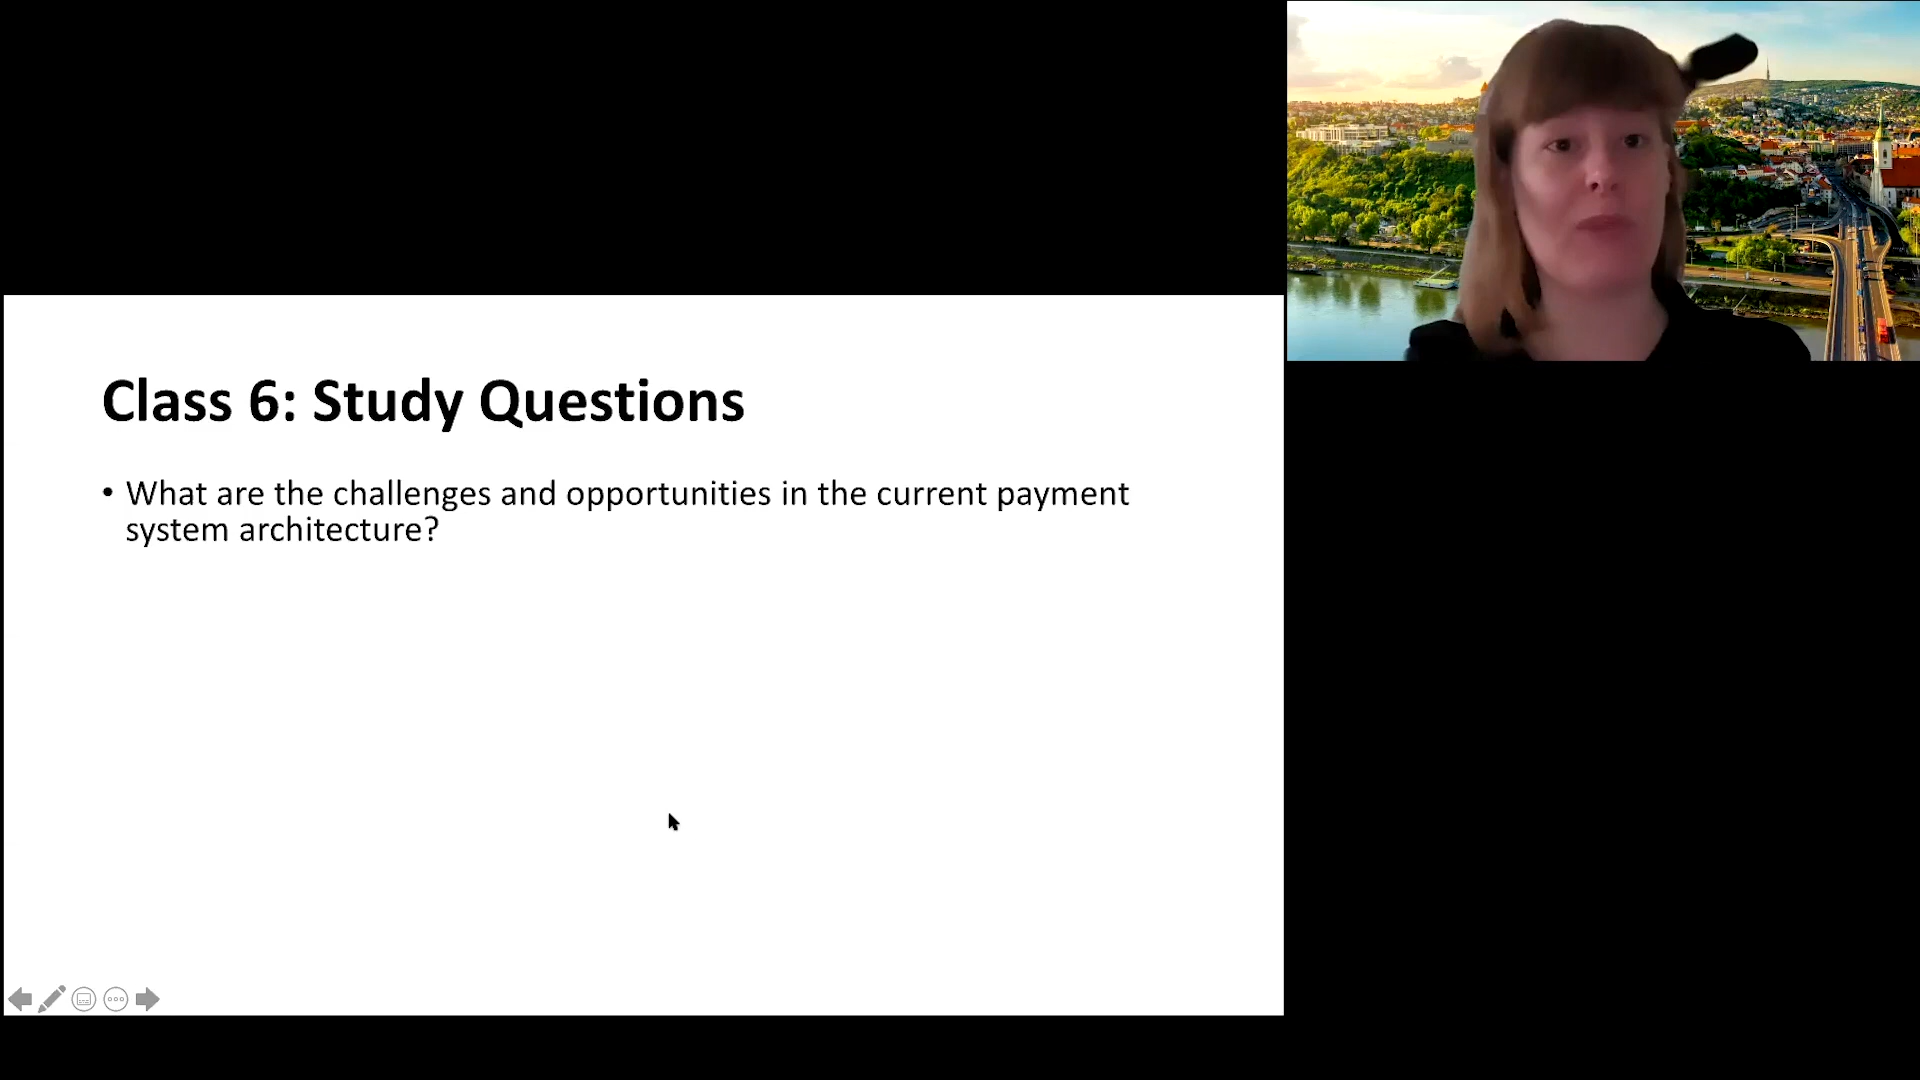 Class 6: Study Questions
• What are the challenges and opportunities in the current payment
system architecture?